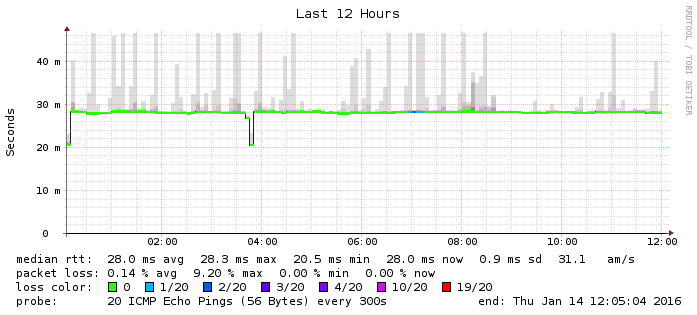 Last 12 Hours
RRDTOOL / TOBI OETIKER
Seconds
40 m
30 m
20 m
10 m
0
02:00 04:00 06:00 08:00 10:00 12:00
median rtt: 28.0 ms avg 28.3 ms max 20.5 ms min 28.0 ms now 0.9 ms sd 31.1 am/s
packet loss: 0.14 % avg 9.20 % max 0.00 % min 0.00 % now
loss color: 0 1/20 2/20 3/20 4/20 10/20 19/20
probe: 20 ICMP Echo Pings (56 Bytes) every 300s end: Thu Jan 14 12:05:04 2016